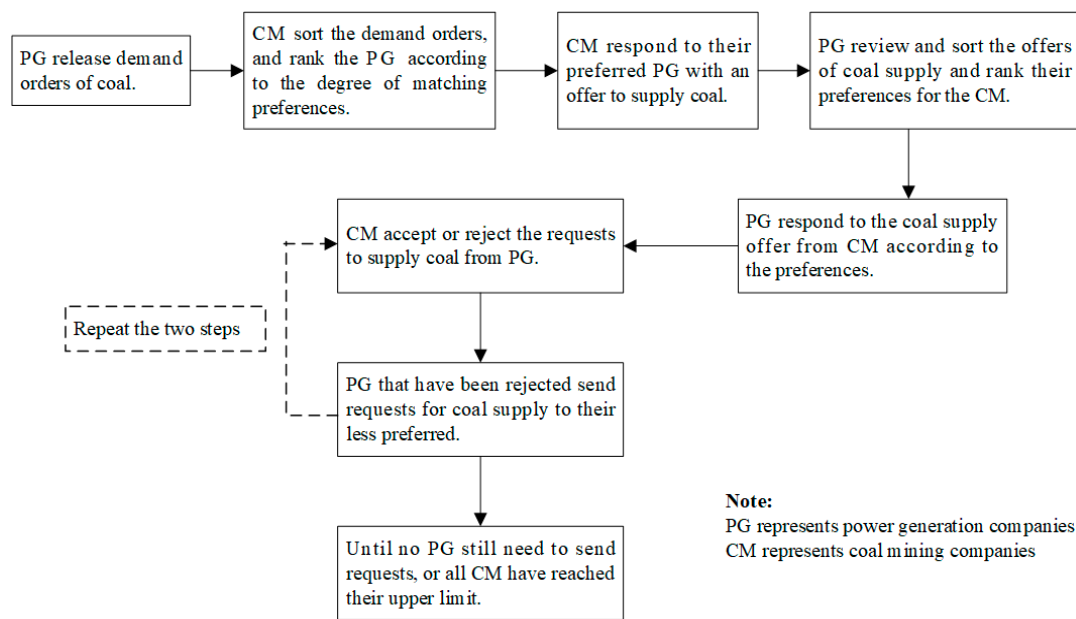 PG release demand
orders of coal.
CM sort the demand orders,
and rank the PG according
to the degree of matching
preferences.
CM respond to their
preferred PG with an
offer to supply coal.
PG review and sort the offers
of coal supply and rank their
preferences for the CM.
PG respond to the coal supply
offer from CM according to
the preferences.
CM accept or reject the requests
to supply coal from PG.
Repeat the two steps
PG that have been rejected send
requests for coal supply to their
less preferred.
Until no PG still need to send
requests, or all CM have reached
their upper limit.
Note:
PG represents power generation companies
CM represents coal mining companies